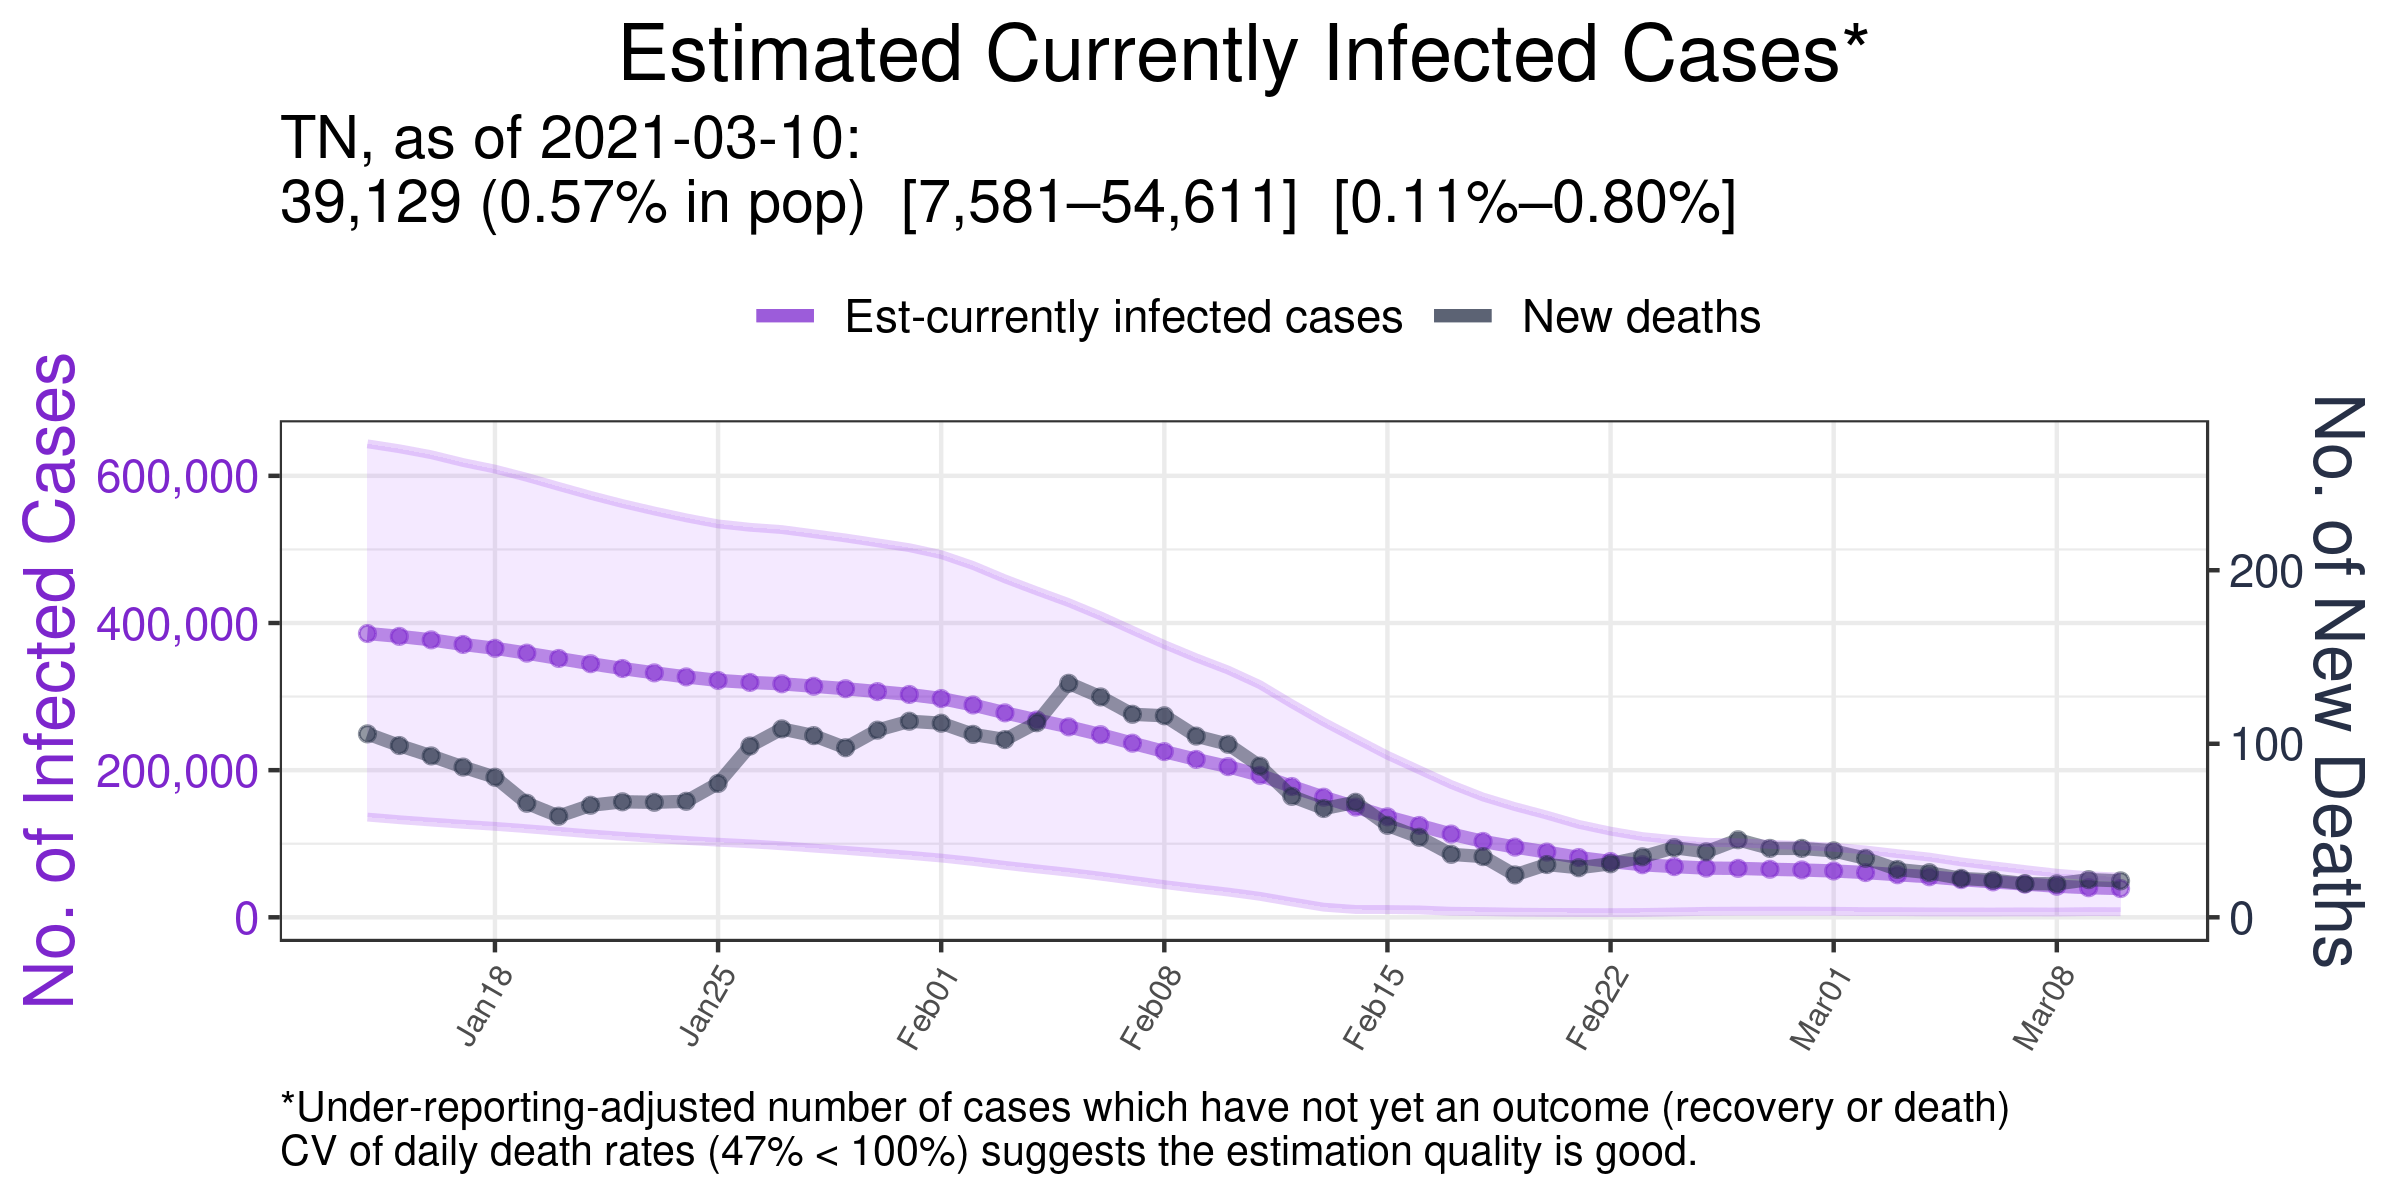 Estimated Currently Infected Cases*
TN, as of 2021-03-10:
39,129 (0.57% in pop)  [7,581–54,611]  [0.11%–0.80%]
Est-currently infected cases
New deaths
No. of Infected Cases
600,000
400,000
200,000
0
No. of New Deaths
200
100
0
Jan18
Jan25
Feb01
Feb08
Feb15
Feb22
Mar01
Mar08
*Under-reporting-adjusted number of cases which have not yet an outcome (recovery or death)
CV of daily death rates (47% < 100%) suggests the estimation quality is good.